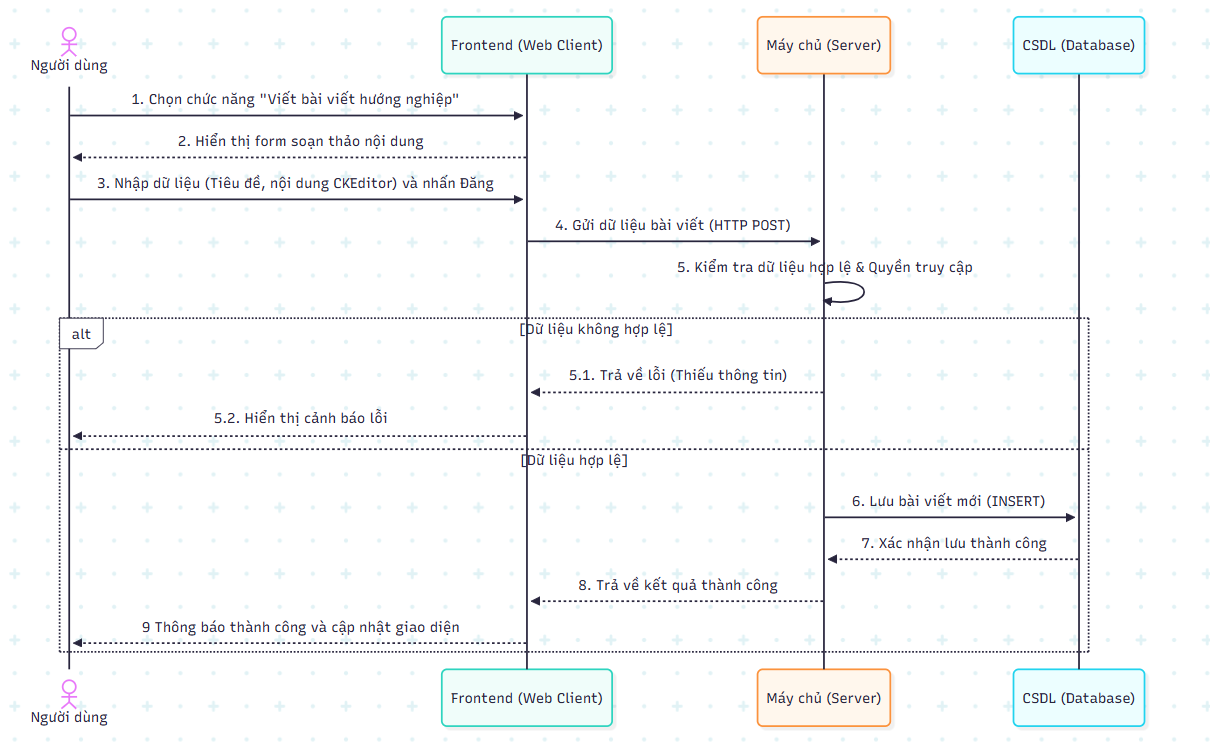 Người dùng
Frontend (Web Client)
Máy chủ (Server)
CSDL (Database)
1. Chọn chức năng "Viết bài viết hướng nghiệp"
2. Hiển thị form soạn thảo nội dung
3. Nhập dữ liệu (Tiêu đề, nội dung CKEditor) và nhấn Đăng
4. Gửi dữ liệu bài viết (HTTP POST)
5. Kiểm tra dữ liệu hợp lệ & Quyền truy cập
alt
[Dữ liệu không hợp lệ]
5.1. Trả về lỗi (Thiếu thông tin)
5.2. Hiển thị cảnh báo lỗi
[Dữ liệu hợp lệ]
6. Lưu bài viết mới (INSERT)
7. Xác nhận lưu thành công
8. Trả về kết quả thành công
9 Thông báo thành công và cập nhật giao diện
Người dùng
Frontend (Web Client)
Máy chủ (Server)
CSDL (Database)